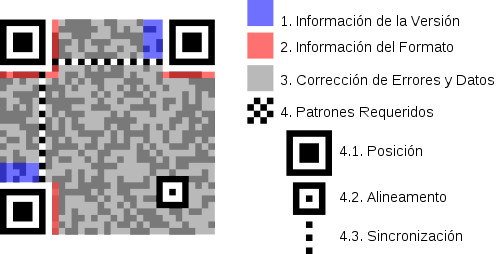 1. Información de la Versión
2. Información del Formato
3. Corrección de Errores y Datos
4. Patrones Requeridos
4.1. Posición
4.2. Alineamento
4.3. Sincronización